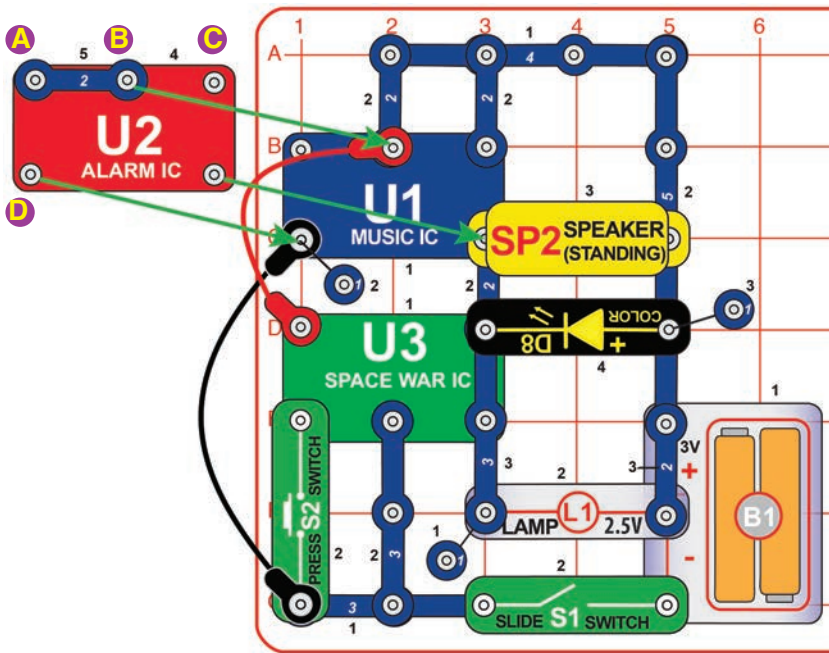 A B C D
5 4
2
U2
ALARM IC
1 2 3 4 5 6
A
1
4
2 2 2 2
B
U1
MUSIC IC
3
5 2
SP2 SPEAKER
(STANDING)
C
1
1 2
2 2
1
3
1
D
U3
SPACE WAR IC
D8 + COLOR
4
1
3 3
2
3 2
3V
+
-
B1
LAMP L1 2.5V
PRESS S2 SWITCH
2
2 3
1
1
2
3
1
SLIDE S1 SWITCH